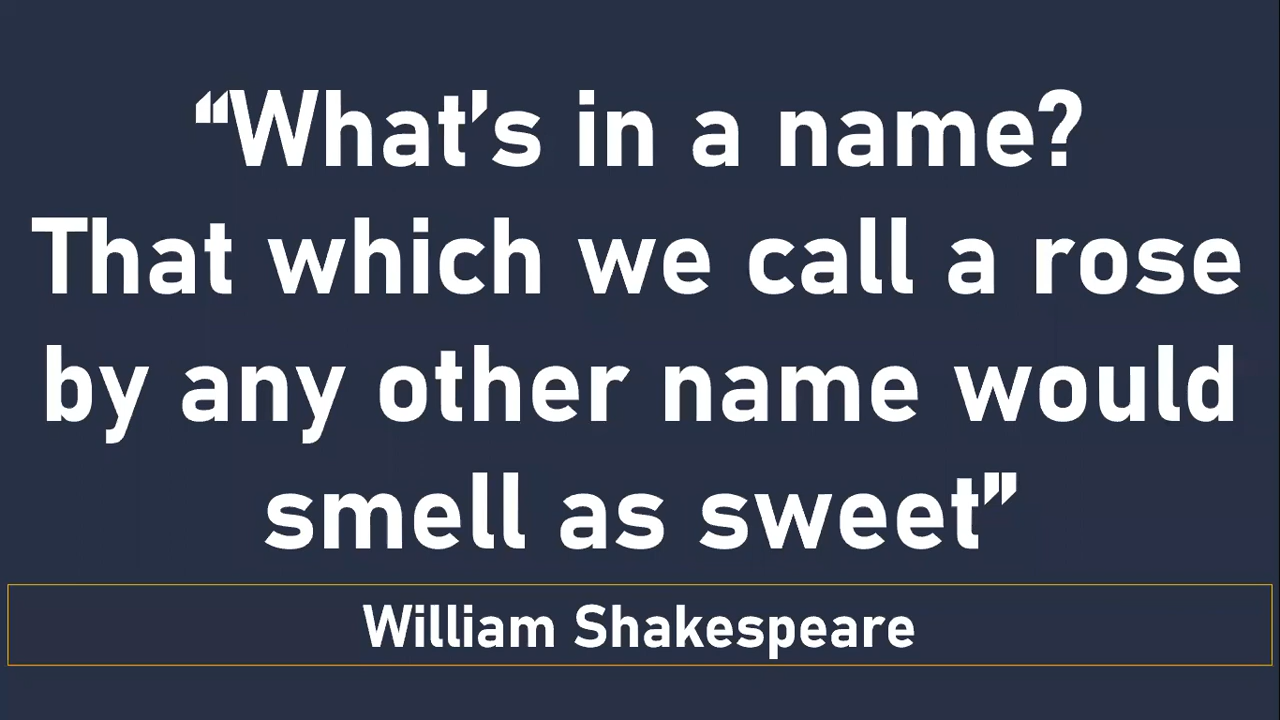 “What’s in a name?
That which we call a rose
by any other name would
smell as sweet”
William Shakespeare